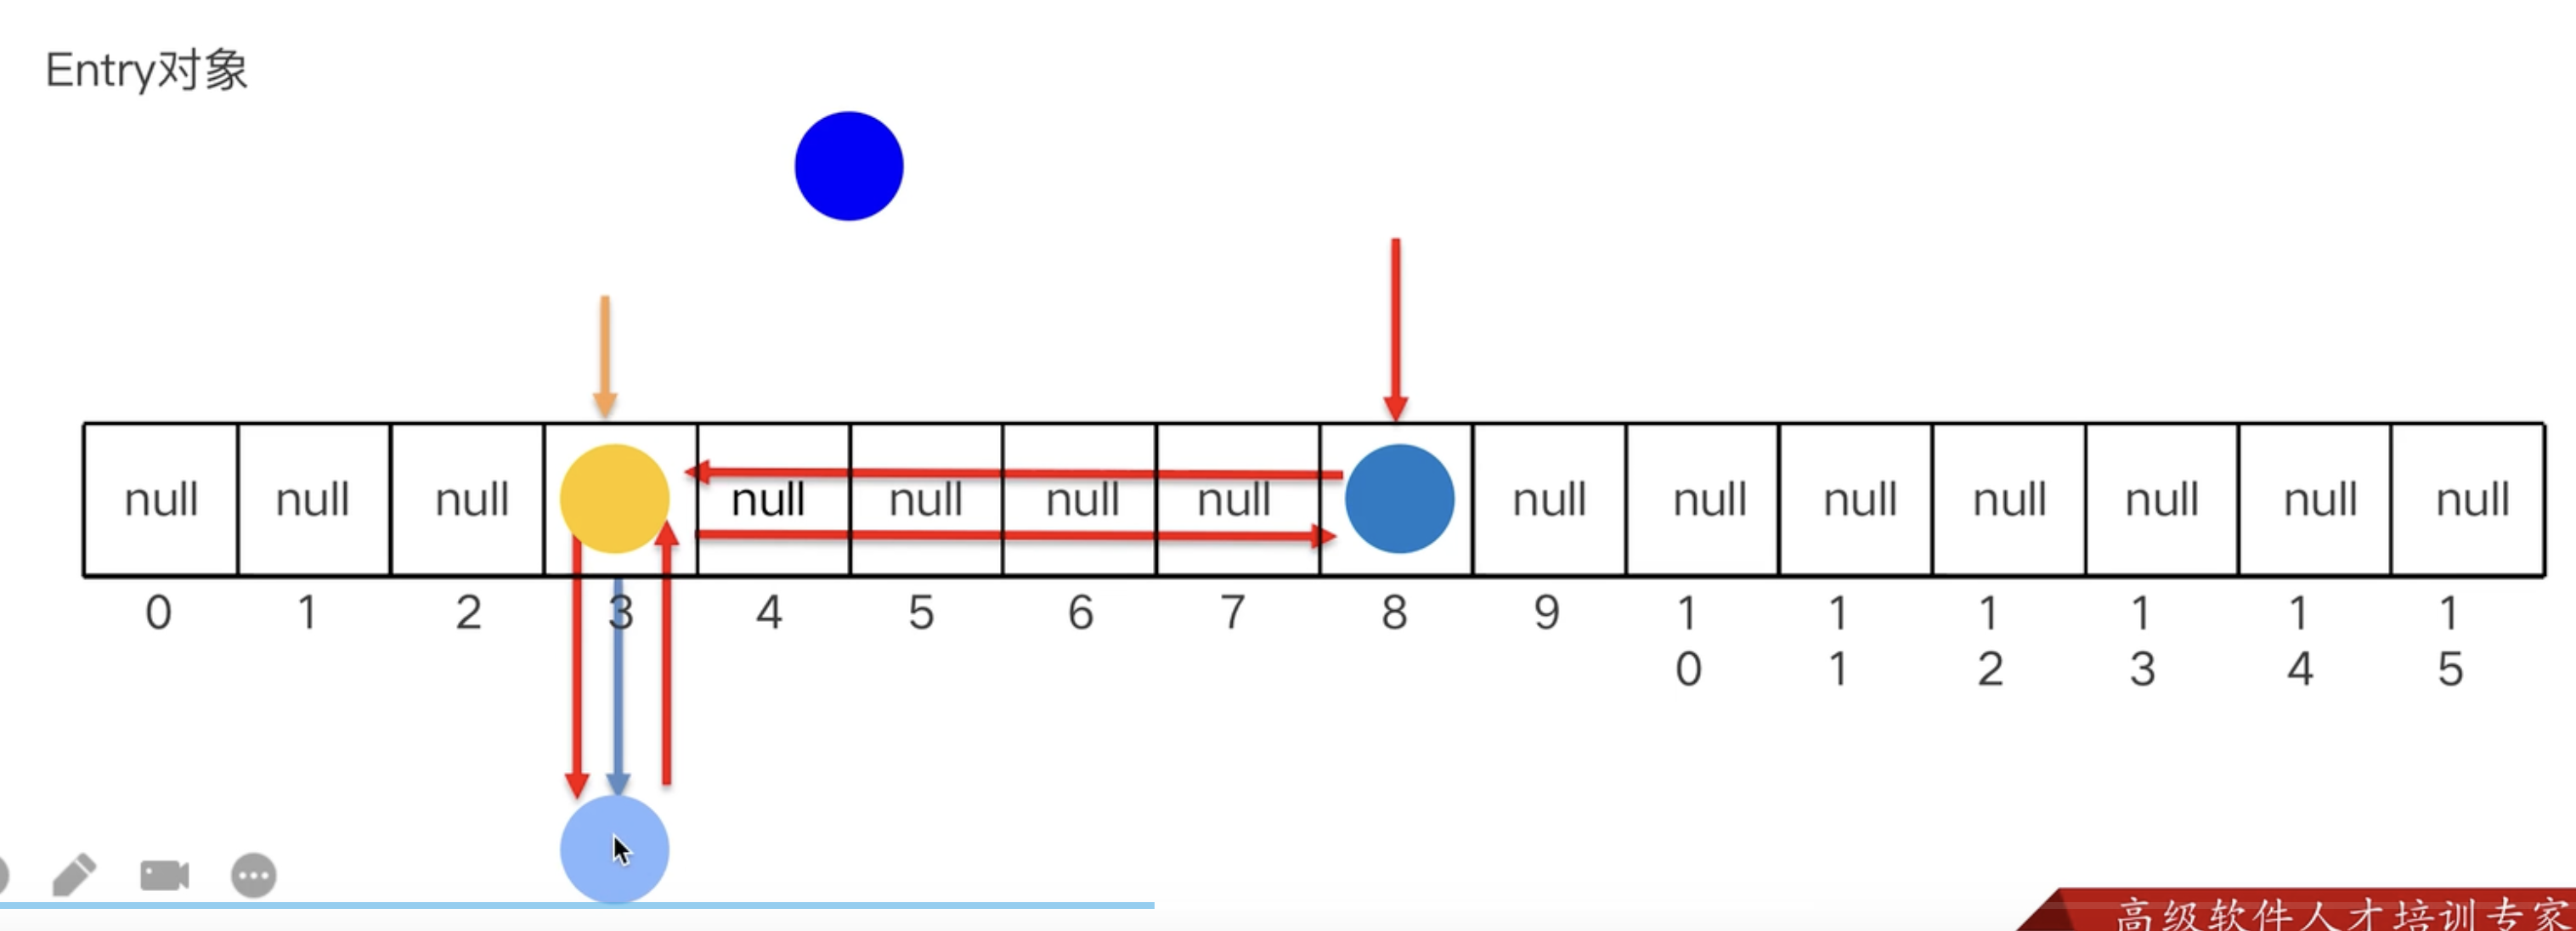 Entry对象
null null null null null null null null null null null null null null
0 1 2 3 4 5 6 7 8 9 10 11 12 13 14 15
高级软件人才培训专家